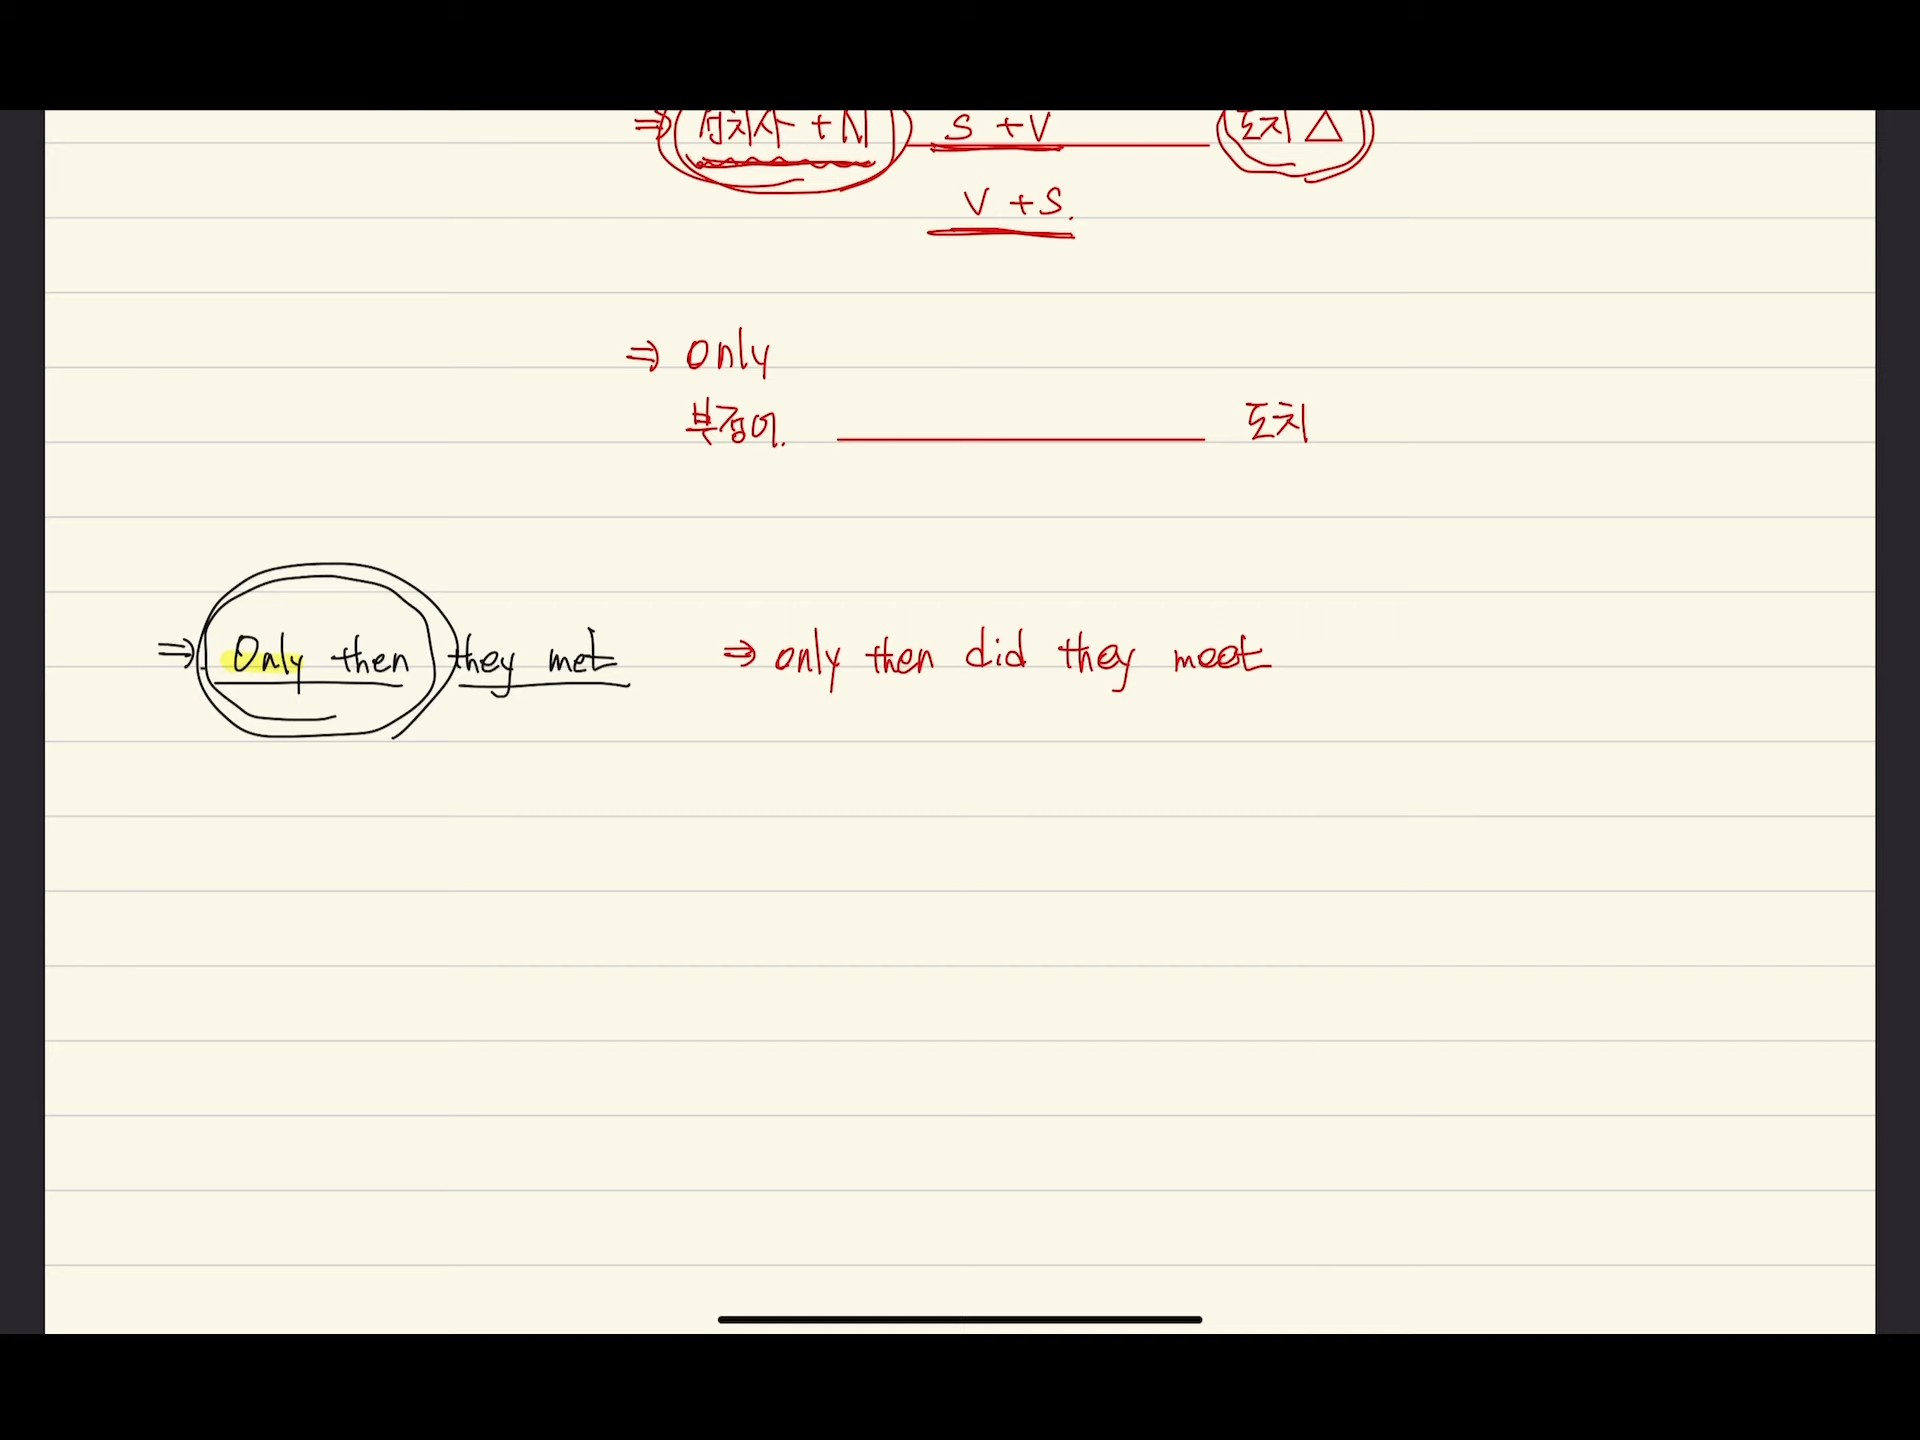 ⇒ 전치사 + N S + V 도치 △
V + S.
⇒ only
부정어. 도치
⇒ Only then they met ⇒ only then did they meet